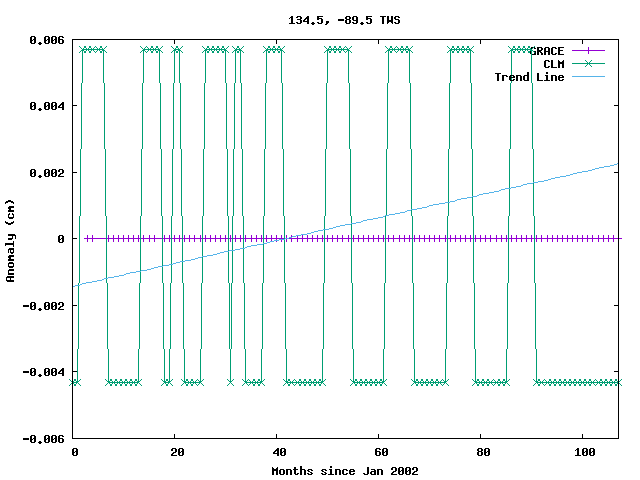 134.5, -89.5 TWS
GRACE
CLM
Trend Line
0.006
0.004
0.002
0
-0.002
-0.004
-0.006
Anomaly (cm)
0 20 40 60 80 100
Months since Jan 2002